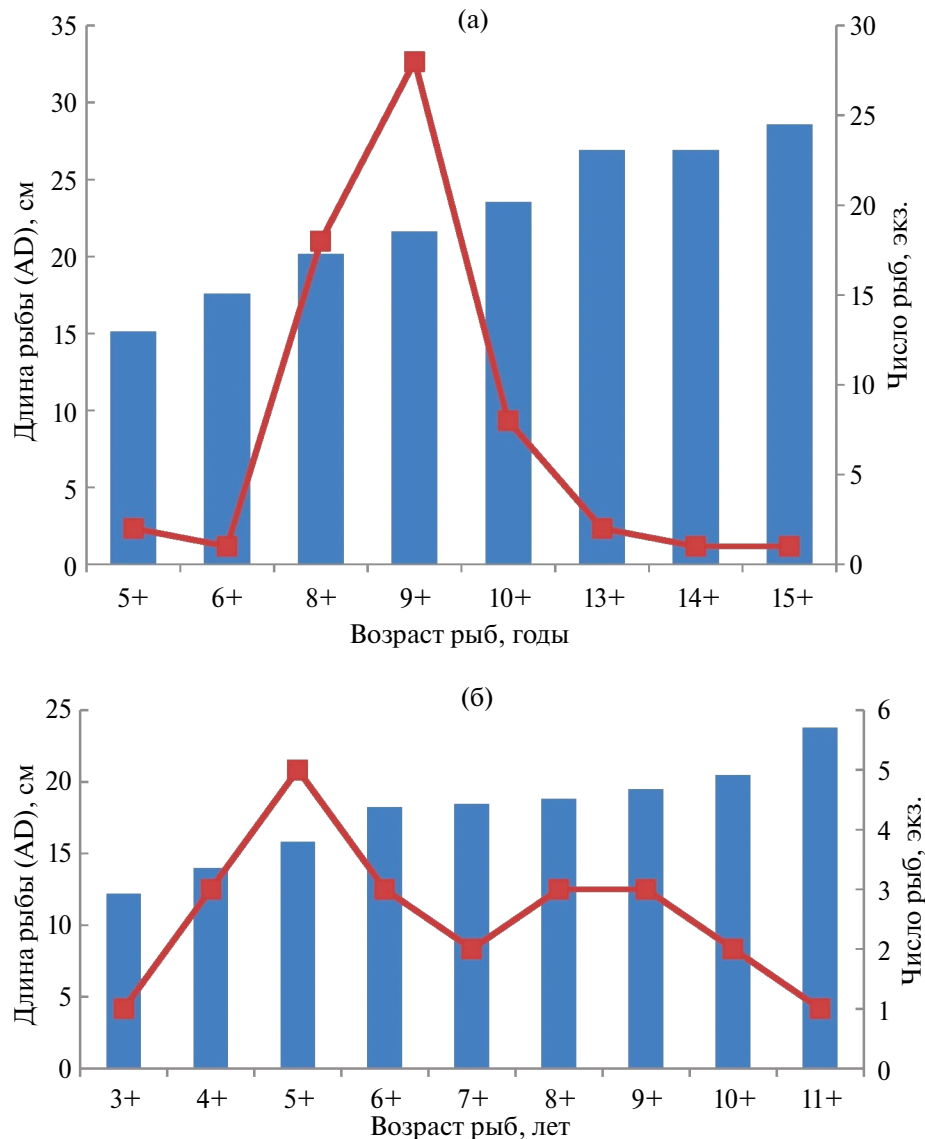 (а)
Длина рыбы (AD), см
35
30
25
20
15
10
5
0
30
25
20
15
10
5
0
Число рыб, экз.
5+ 6+ 8+ 9+ 10+ 13+ 14+ 15+
Возраст рыб, годы
(б)
Длина рыбы (AD), см
25
20
15
10
5
0
6
5
4
3
2
1
0
Число рыб, экз.
3+ 4+ 5+ 6+ 7+ 8+ 9+ 10+ 11+
Возраст рыб, лет